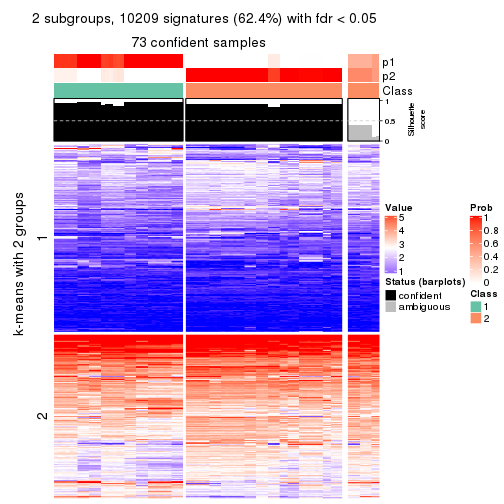 2 subgroups, 10209 signatures (62.4%) with fdr < 0.05
73 confident samples
p1
p2
Class
1
0.5
0
Silhouette
score
k-means with 2 groups
1
2
Value
5
4
3
2
1
Status (barplots)
confident
ambiguous
Prob
1
0.8
0.6
0.4
0.2
0
Class
1
2